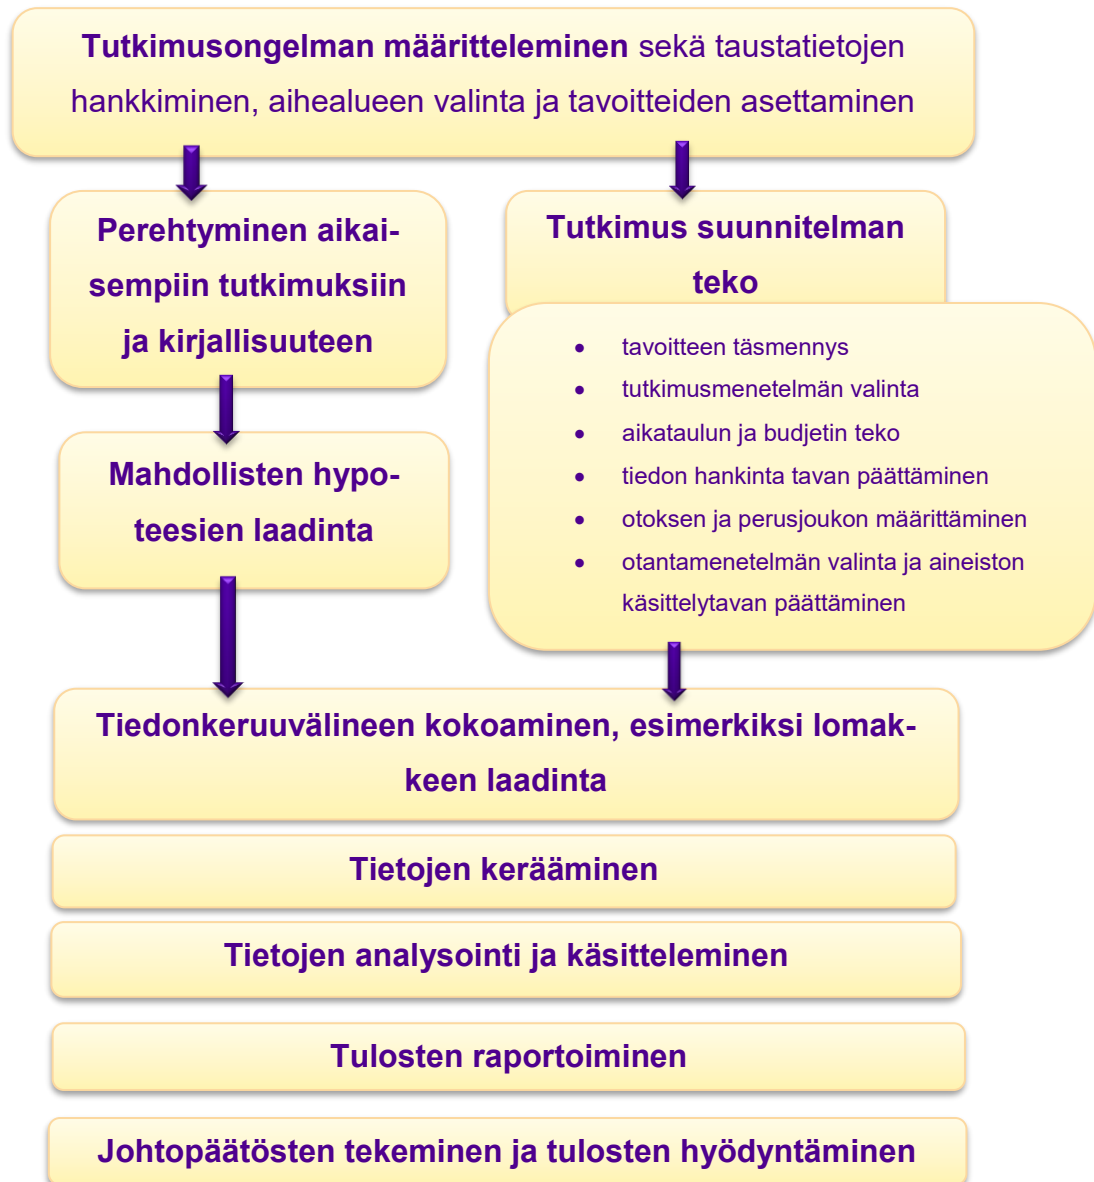 Tutkimusongelman määritteleminen sekä taustatietojen
hankkiminen, aihealueen valinta ja tavoitteiden asettaminen
Perehtyminen aikai-
sempiin tutkimuksiin
ja kirjallisuuteen
Mahdollisten hypo-
teesien laadinta
Tutkimus suunnitelman
teko
• tavoitteen täsmennys
• tutkimusmenetelmän valinta
• aikataulun ja budjetin teko
• tiedon hankinta tavan päättäminen
• otoksen ja perusjoukon määrittäminen
• otantamenetelmän valinta ja aineiston
käsittelytavan päättäminen
Tiedonkeruuvälineen kokoaminen, esimerkiksi lomak-
keen laadinta
Tietojen kerääminen
Tietojen analysointi ja käsitteleminen
Tulosten raportoiminen
Johtopäätösten tekeminen ja tulosten hyödyntäminen